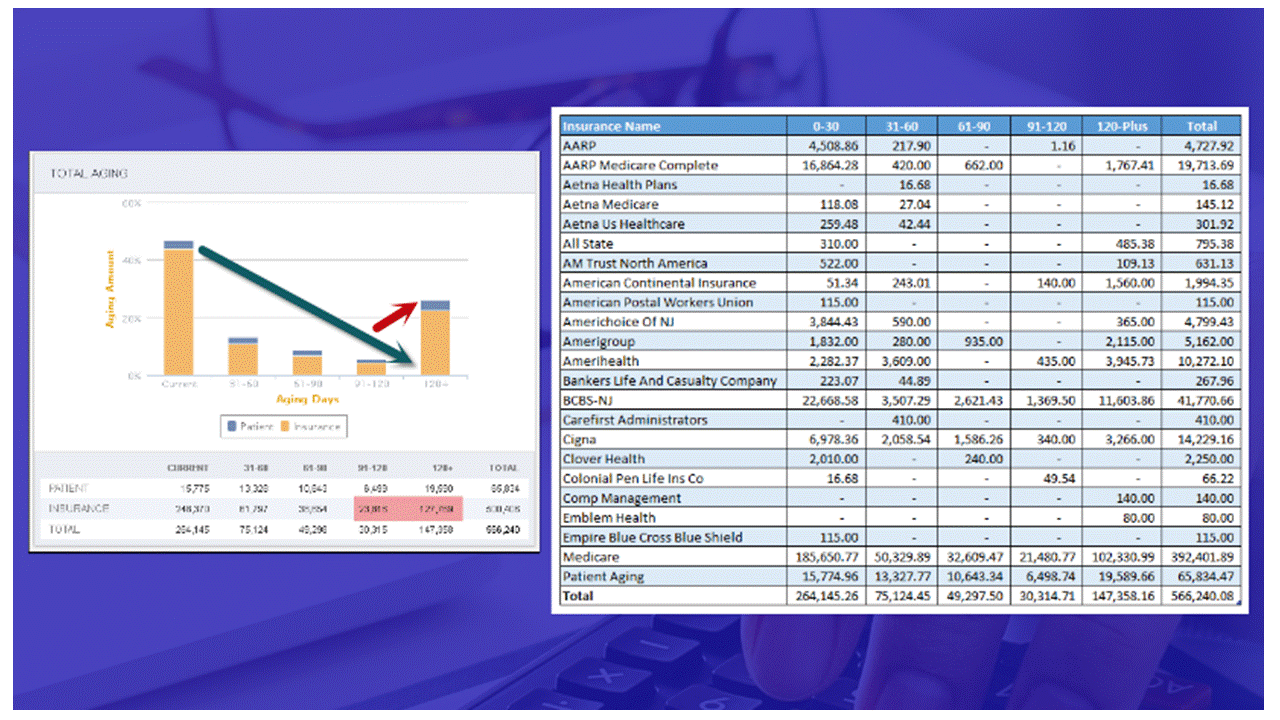 TOTAL AGING
60%
40%
20%
0%
Aging Amount
Current 31-60 61-90 91-120 120+
Aging Days
Patient Insurance
CURRENT 31-60 61-90 91-120 120+ TOTAL
PATIENT 15,775 13,328 10,643 6,499 19,590 65,834
INSURANCE 248,370 61,797 38,654 23,816 127,769 500,406
TOTAL 264,145 75,124 49,298 30,315 147,358 566,240
Insurance Name 0-30 31-60 61-90 91-120 120-Plus Total
AARP 4,508.86 217.90 - 1.16 - 4,727.92
AARP Medicare Complete 16,864.28 420.00 662.00 - 1,767.41 19,713.69
Aetna Health Plans - 16.68 - - - 16.68
Aetna Medicare 118.08 27.04 - - - 145.12
Aetna Us Healthcare 259.48 42.44 - - - 301.92
All State 310.00 - - - 485.38 795.38
AM Trust North America 522.00 - - - 109.13 631.13
American Continental Insurance 51.34 243.01 - 140.00 1,560.00 1,994.35
American Postal Workers Union 115.00 - - - - 115.00
Americhoice Of NJ 3,844.43 590.00 - - 365.00 4,799.43
Amerigroup 1,832.00 280.00 935.00 - 2,115.00 5,162.00
Amerihealth 2,282.37 3,609.00 - 435.00 3,945.73 10,272.10
Bankers Life And Casualty Company 223.07 44.89 - - - 267.96
BCBS-NJ 22,668.58 3,507.29 2,621.43 1,369.50 11,603.86 41,770.66
Carefirst Administrators - 410.00 - - - 410.00
Cigna 6,978.36 2,058.54 1,586.26 340.00 3,266.00 14,229.16
Clover Health 2,010.00 - 240.00 - - 2,250.00
Colonial Pen Life Ins Co 16.68 - - 49.54 - 66.22
Comp Management - - - - 140.00 140.00
Emblem Health - - - - 80.00 80.00
Empire Blue Cross Blue Shield 115.00 - - - - 115.00
Medicare 185,650.77 50,329.89 32,609.47 21,480.77 102,330.99 392,401.89
Patient Aging 15,774.96 13,327.77 10,643.34 6,498.74 19,589.66 65,834.47
Total 264,145.26 75,124.45 49,297.50 30,314.71 147,358.16 566,240.08